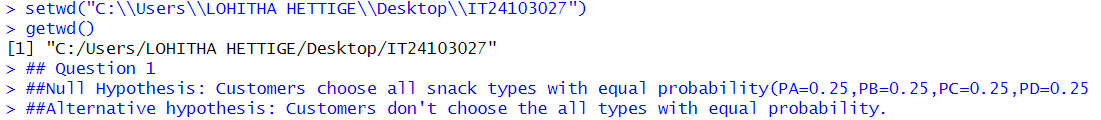 > setwd("C:\\Users\\LOHITHA HETTIGE\\Desktop\\IT24103027")
> getwd()
[1] "C:/Users/LOHITHA HETTIGE/Desktop/IT24103027"
> ## Question 1
> ##Null Hypothesis: Customers choose all snack types with equal probability(PA=0.25,PB=0.25,PC=0.25,PD=0.25
> ##Alternative hypothesis: Customers don't choose the all types with equal probability.